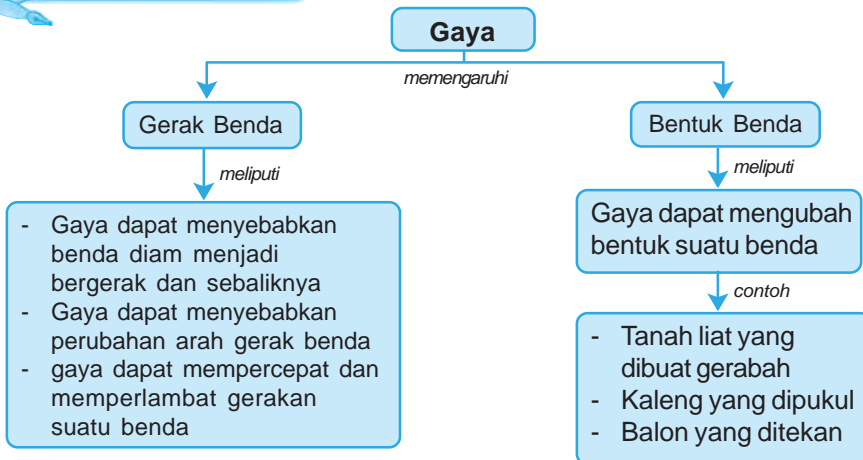 Gaya
memengaruhi
Gerak Benda
meliputi
- Gaya dapat menyebabkan
benda diam menjadi
bergerak dan sebaliknya
- Gaya dapat menyebabkan
perubahan arah gerak benda
- gaya dapat mempercepat dan
memperlambat gerakan
suatu benda
Bentuk Benda
meliputi
Gaya dapat mengubah
bentuk suatu benda
contoh
- Tanah liat yang
dibuat gerabah
- Kaleng yang dipukul
- Balon yang ditekan